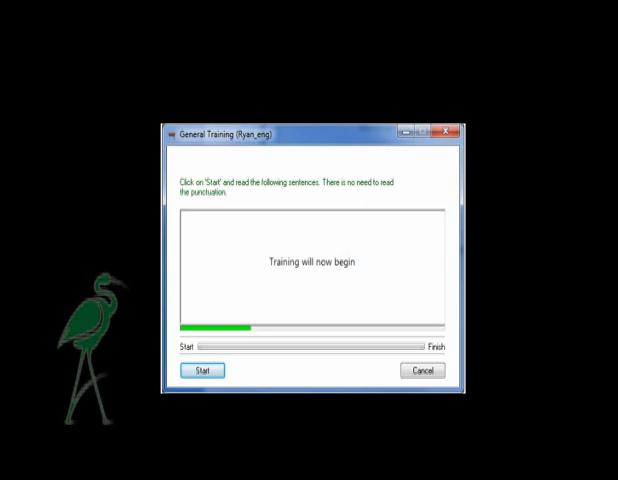 General Training (Ryan_eng)
Click on 'Start' and read the following sentences. There is no need to read
the punctuation.
Training will now begin
Start Finish
Start Cancel